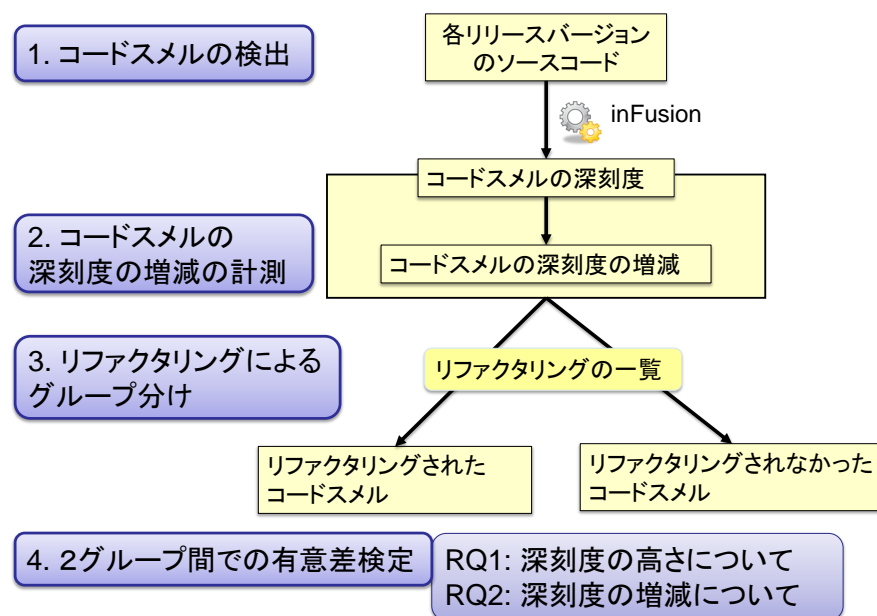 1. コードスメルの検出
各リリースバージョン
のソースコード
inFusion
コードスメルの深刻度
2. コードスメルの
深刻度の増減の計測
コードスメルの深刻度の増減
3. リファクタリングによる
グループ分け
リファクタリングの一覧
リファクタリングされた
コードスメル
リファクタリングされなかった
コードスメル
4. 2グループ間での有意差検定
RQ1: 深刻度の高さについて
RQ2: 深刻度の増減について